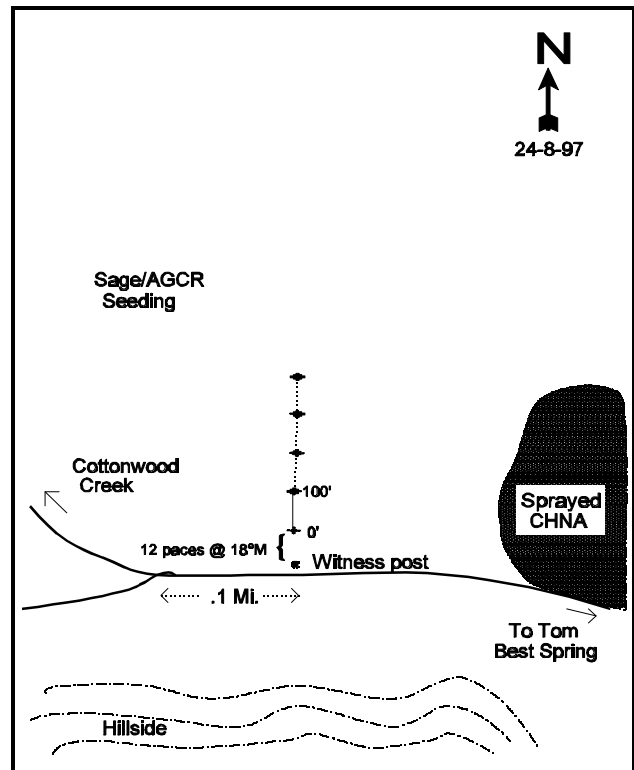 N
24-8-97
Sage/AGCR
Seeding
Cottonwood
Creek
100'
Sprayed
CHNA
0'
12 paces @ 18°M {
Witness post
.1 Mi.
To Tom
Best Spring
Hillside